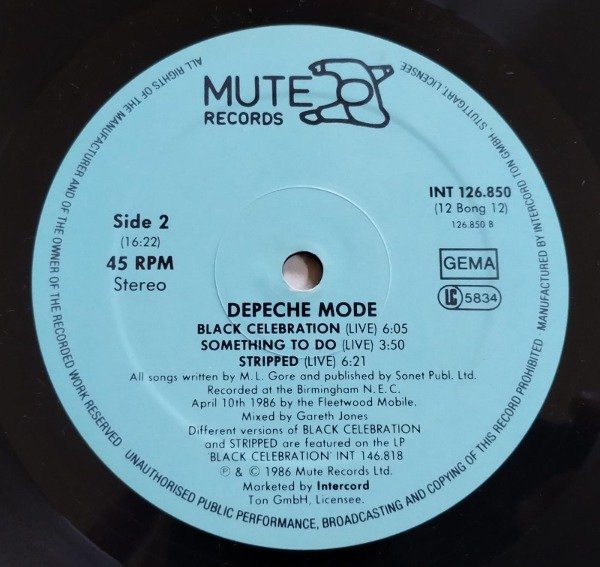 MUTE
RECORDS
Side 2
(16:22)
45 RPM
Stereo
INT 126.850
(12 Bong 12)
126.850 B
GEMA
LC 5834
DEPECHE MODE
BLACK CELEBRATION (LIVE) 6:05
SOMETHING TO DO (LIVE) 3:50
STRIPPED (LIVE) 6:21
All songs written by M.L. Gore and published by Sonet Publ. Ltd.
Recorded at the Birmingham N.E.C.
April 10th 1986 by the Fleetwood Mobile.
Mixed by Gareth Jones
Different versions of BLACK CELEBRATION
and STRIPPED are featured on the LP
'BLACK CELEBRATION' INT 146.818
℗ & © 1986 Mute Records Ltd.
Marketed by Intercord
Ton GmbH, Licensee.
ALL RIGHTS OF THE MANUFACTURER AND OF THE OWNER OF THE RECORDED WORK RESERVED
UNAUTHORISED PUBLIC PERFORMANCE, BROADCASTING AND COPYING OF THIS RECORD PROHIBITED
MANUFACTURED BY INTERCORD TON GMBH., STUTTGART, LICENSEE